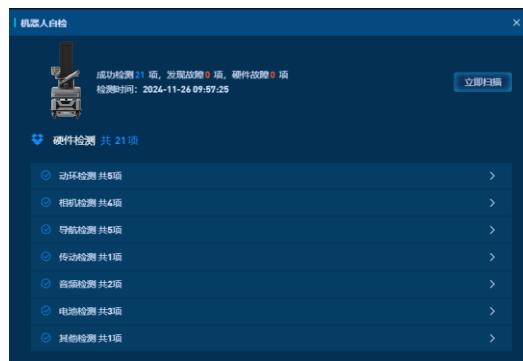 机器人自检
成功检测21 项，发现故障0 项，硬件故障0 项
检测时间：2024-11-26 09:57:25
立即扫描
硬件检测 共 21项
动环检测 共5项
相机检测 共4项
导航检测 共5项
传动检测 共1项
音频检测 共2项
电池检测 共3项
其他检测 共1项